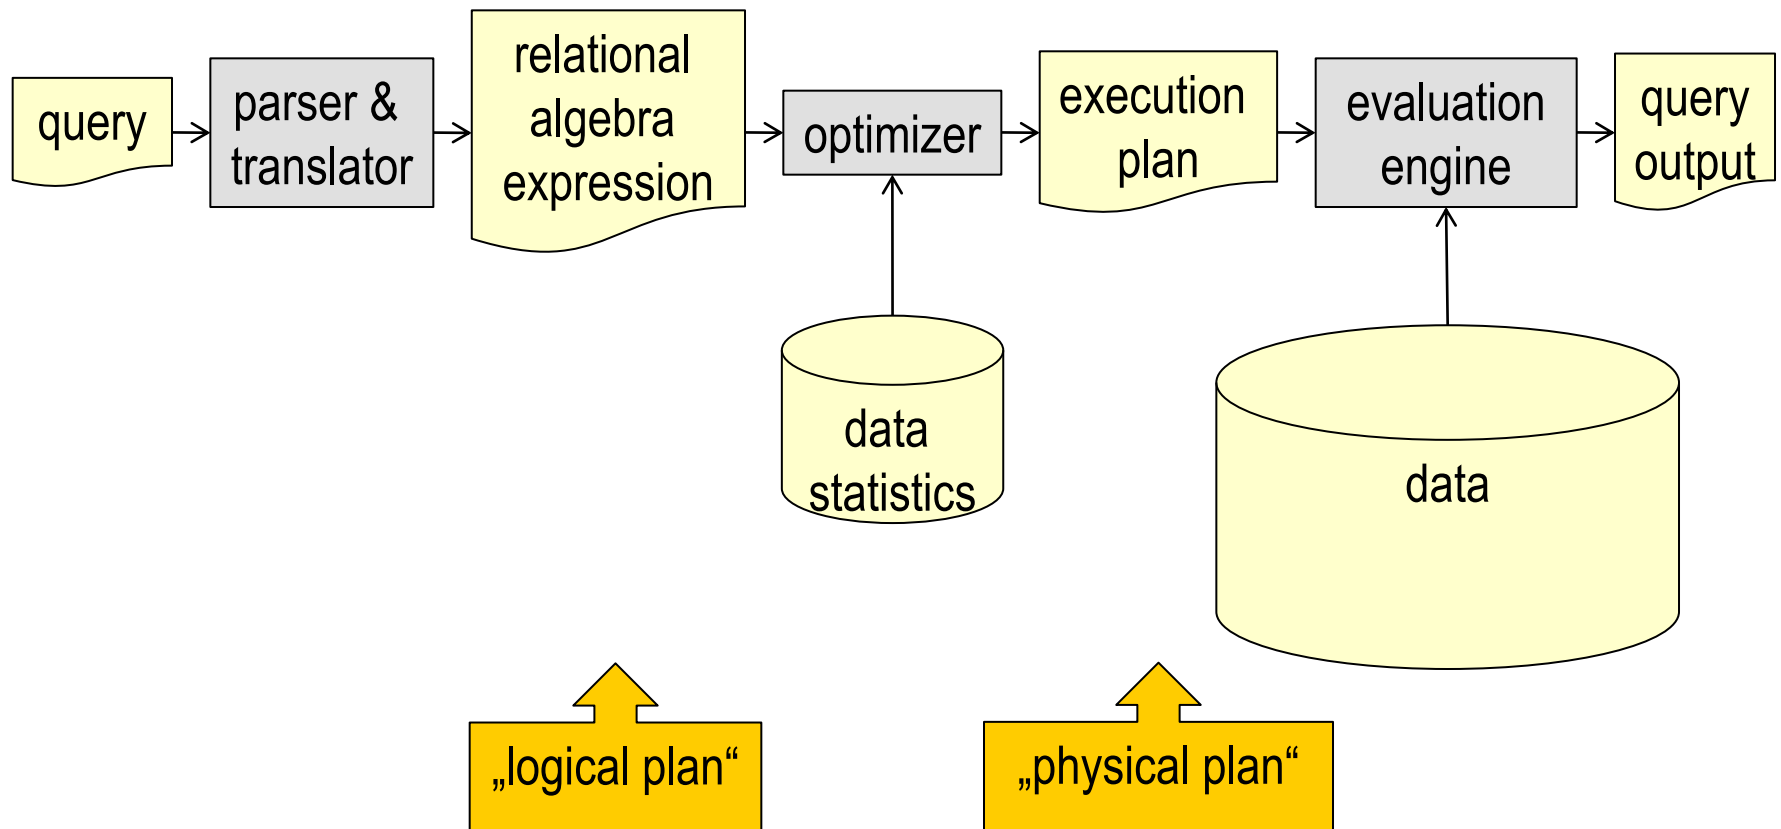 query
parser &
translator
relational
algebra
expression
optimizer
execution
plan
evaluation
engine
query
output
data
statistics
data
„logical plan“
„physical plan“